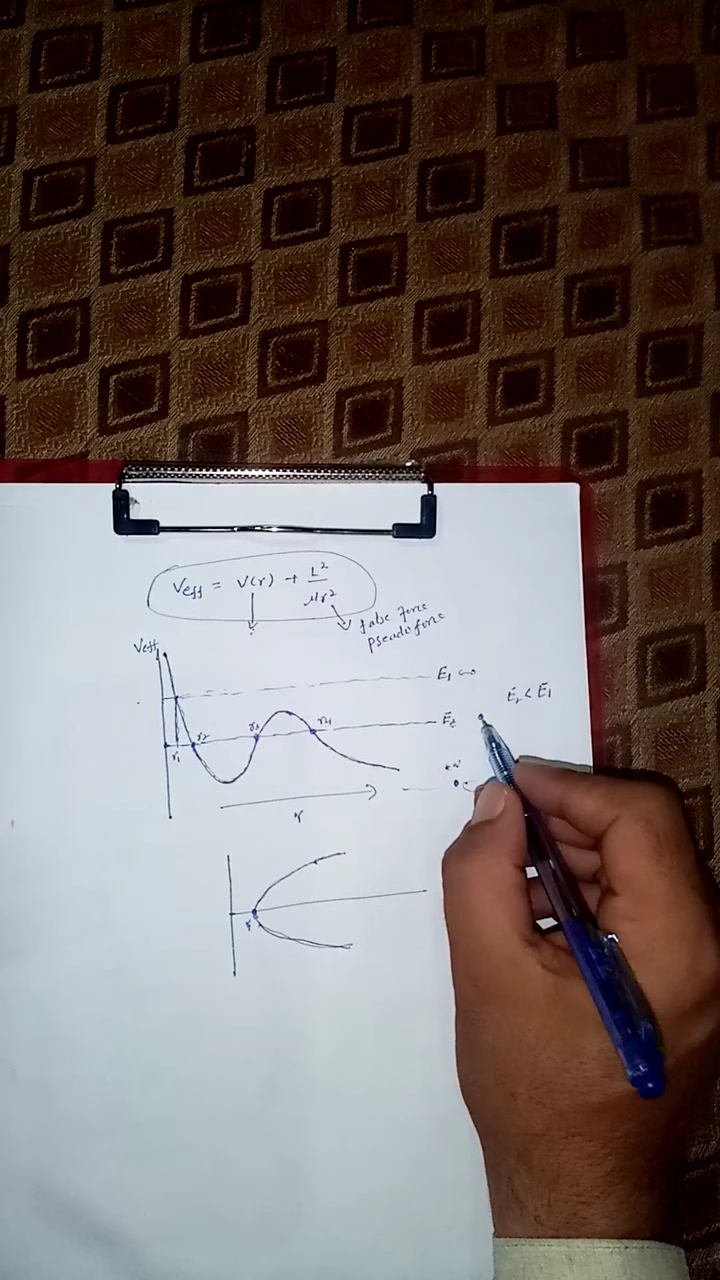 Veff = V(r) + L²/μr²
false force
pseudo force
Veff
E₁
E₂ < E₁
E₂
r₁ r₂ r₃ r₄
r